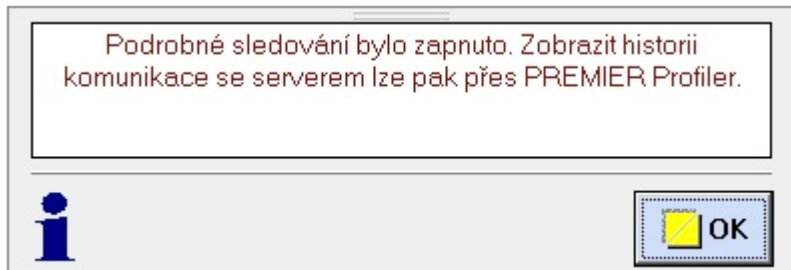 Podrobné sledování bylo zapnuto. Zobrazit historii
komunikace se serverem lze pak přes PREMIER Profiler.
OK